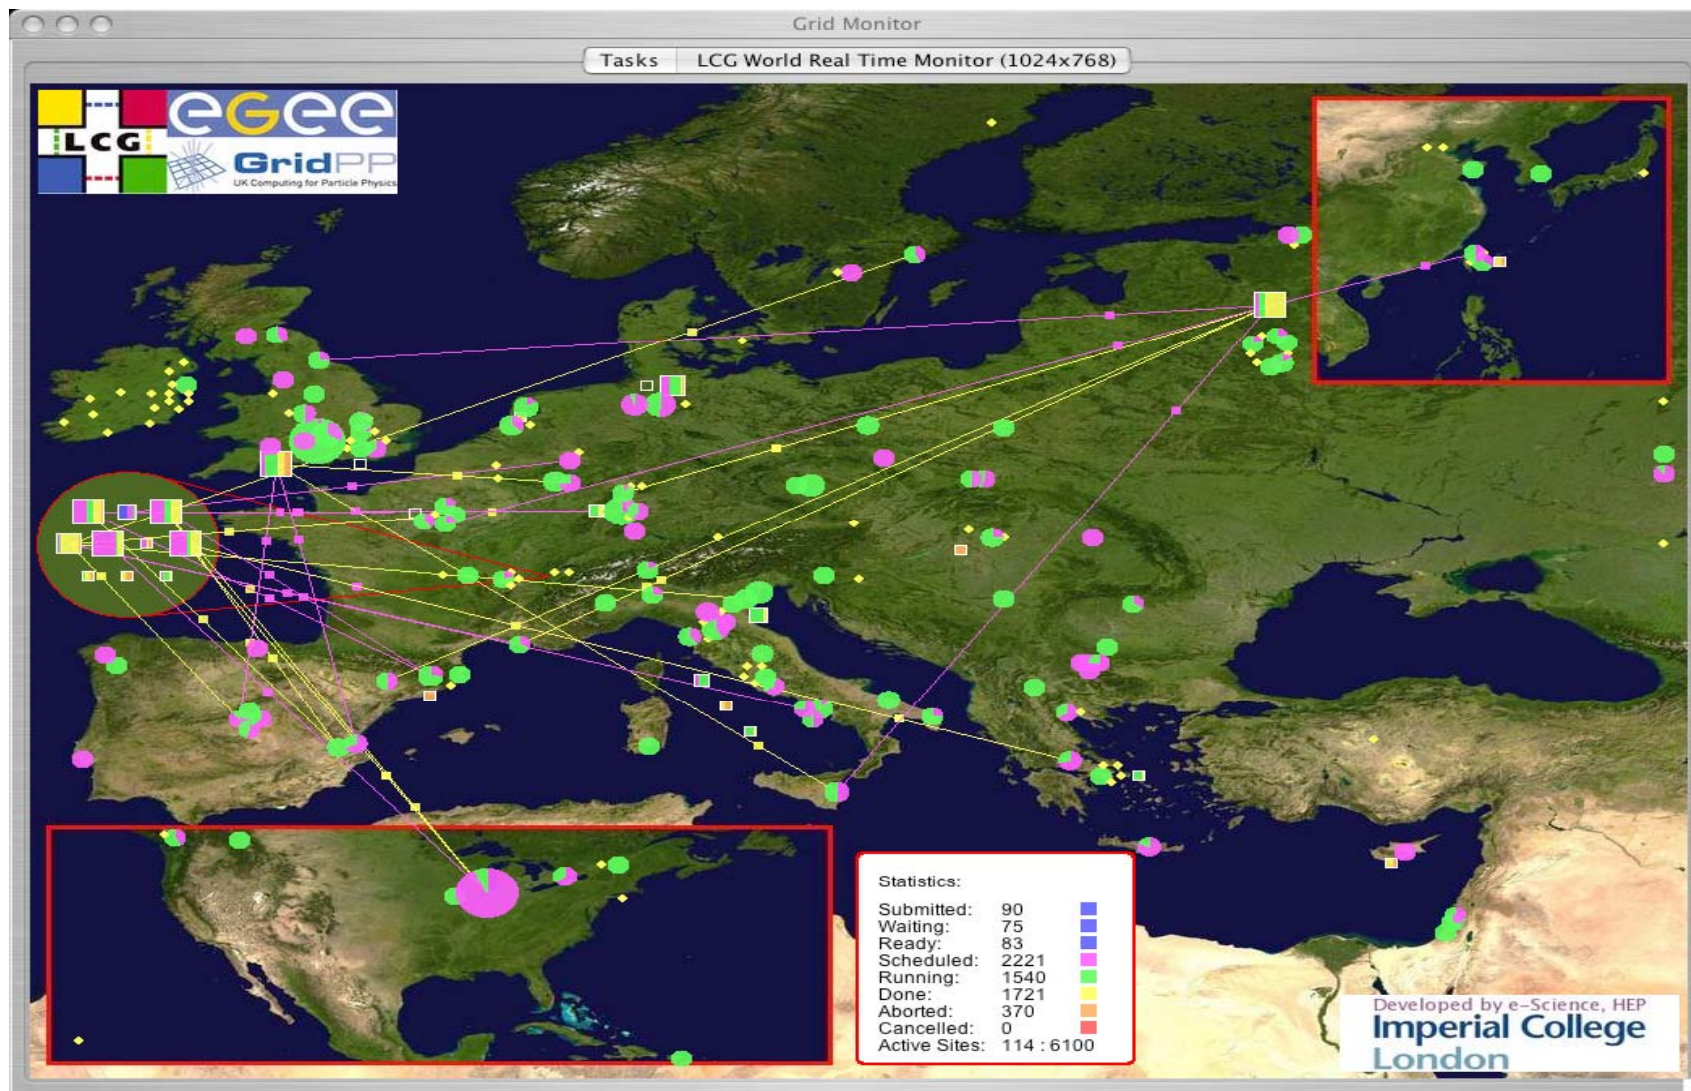 Grid Monitor
Tasks LCG World Real Time Monitor (1024x768)
LCG
egee
GridPP
UK Computing for Particle Physics
Statistics:
Submitted: 90
Waiting: 75
Ready: 83
Scheduled: 2221
Running: 1540
Done: 1721
Aborted: 370
Cancelled: 0
Active Sites: 114 : 6100
Developed by e-Science, HEP
Imperial College
London